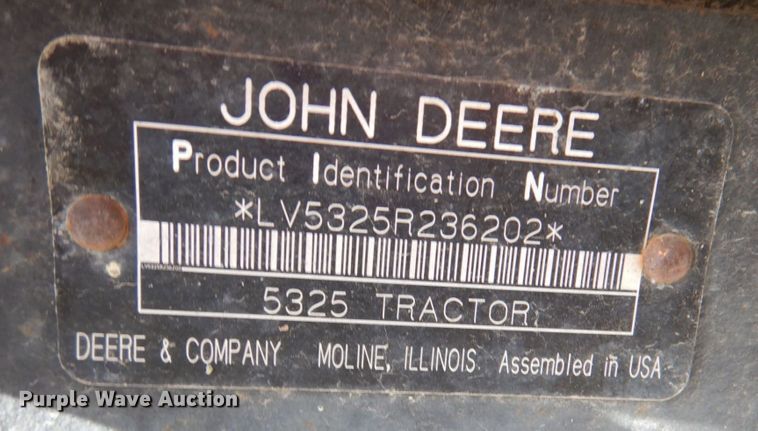 JOHN DEERE
Product Identification Number
*LV5325R236202*
5325 TRACTOR
DEERE & COMPANY MOLINE, ILLINOIS Assembled in USA
Purple Wave Auction